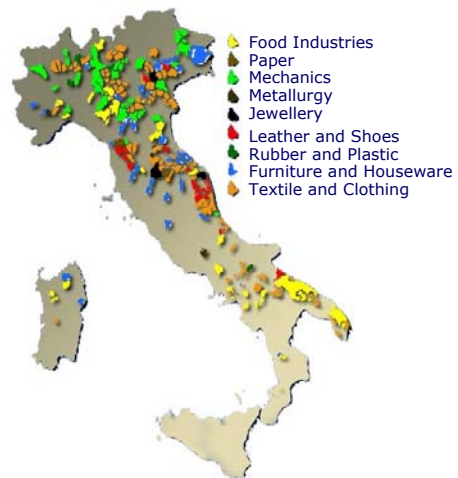 Food Industries
Paper
Mechanics
Metallurgy
Jewellery
Leather and Shoes
Rubber and Plastic
Furniture and Houseware
Textile and Clothing